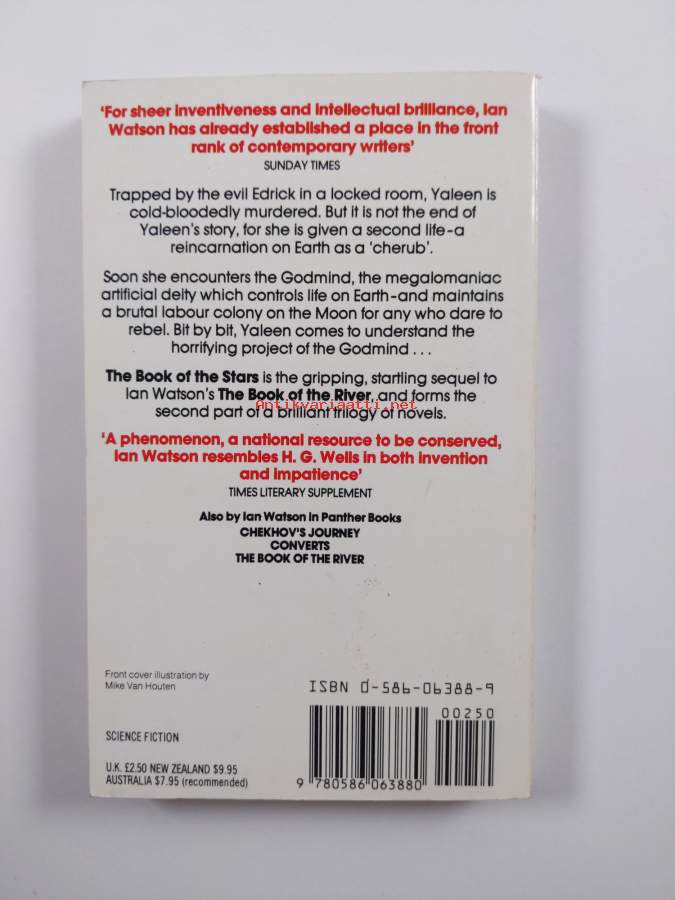 ‘For sheer inventiveness and intellectual brilliance, Ian
Watson has already established a place in the front
rank of contemporary writers’
SUNDAY TIMES
Trapped by the evil Edrick in a locked room, Yaleen is
cold-bloodedly murdered. But it is not the end of
Yaleen’s story, for she is given a second life-a
reincarnation on Earth as a ‘cherub’.
Soon she encounters the Godmind, the megalomaniac
artificial deity which controls life on Earth-and maintains
a brutal labour colony on the Moon for any who dare to
rebel. Bit by bit, Yaleen comes to understand the
horrifying project of the Godmind . . .
The Book of the Stars is the gripping, startling sequel to
Ian Watson’s The Book of the River, and forms the
Antikvariaatti.net
second part of a brilliant trilogy of novels.
‘A phenomenon, a national resource to be conserved,
Ian Watson resembles H. G. Wells in both invention
and impatience’
TIMES LITERARY SUPPLEMENT
Also by Ian Watson in Panther Books
CHEKHOV’S JOURNEY
CONVERTS
THE BOOK OF THE RIVER
Front cover illustration by
Mike Van Houten
ISBN 0-586-06388-9
00250
SCIENCE FICTION
U.K. £2.50 NEW ZEALAND $9.95
AUSTRALIA $7.95 (recommended)
9 780586 063880